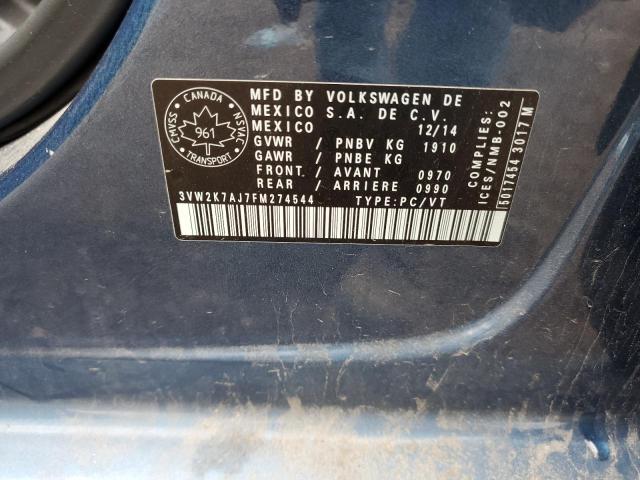 CANADA
CMVSS
NSVAC
961
TRANSPORT
MFD BY VOLKSWAGEN DE
MEXICO S.A. DE C.V.
MEXICO 12/14
GVWR / PNBV KG 1910
GAWR / PNBE KG
FRONT. / AVANT 0970
REAR / ARRIERE 0990
3VW2K7AJ7FM274544 TYPE:PC/VT
COMPLIES:
ICES/NMB-002
5017454 3017 M